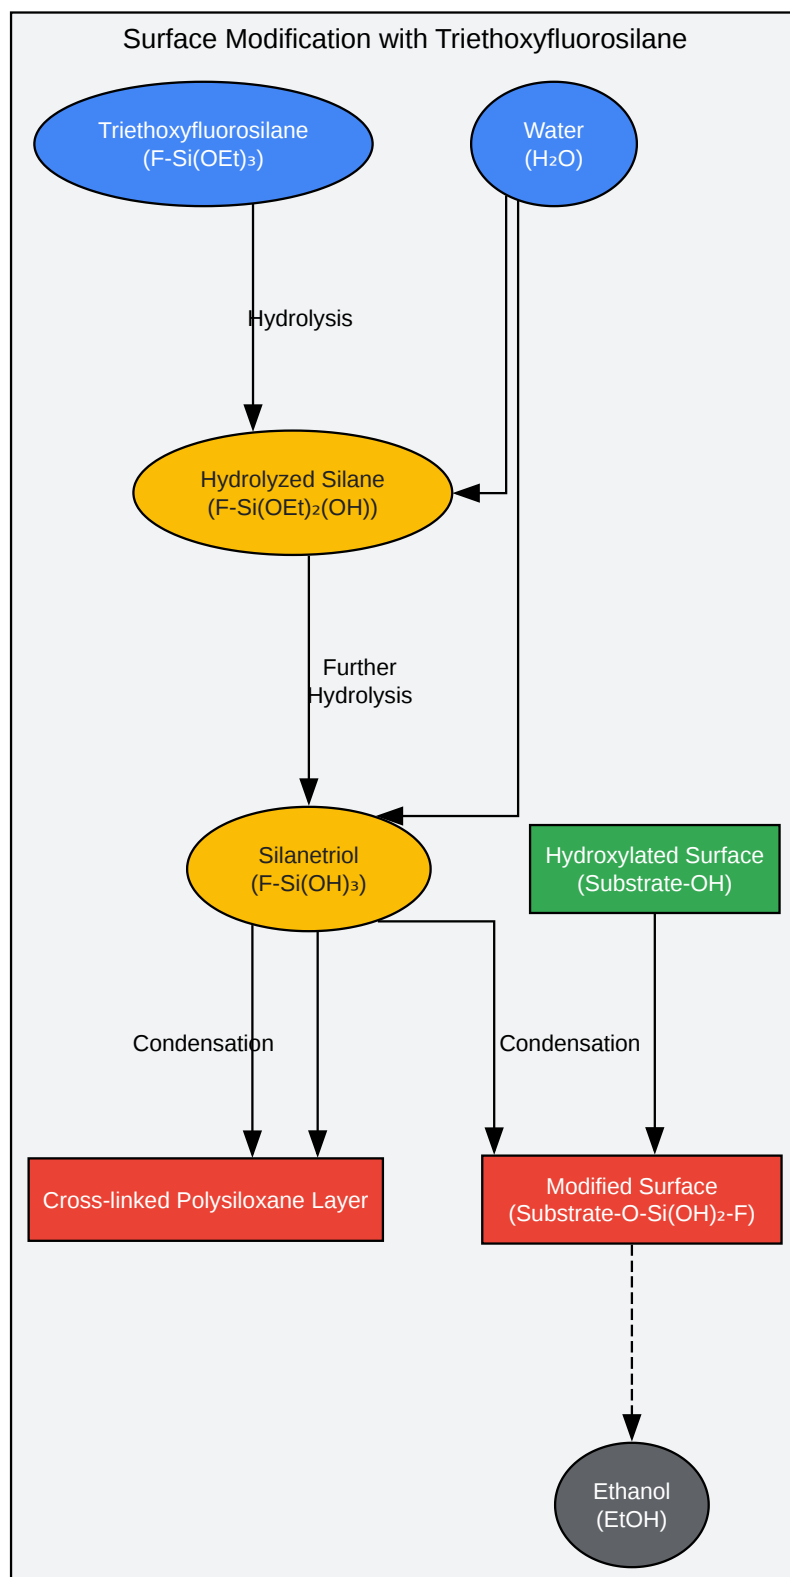 Surface Modification with Triethoxyfluorosilane
Triethoxyfluorosilane
(F-Si(OEt)₃)
Water
(H₂O)
Hydrolysis
Hydrolyzed Silane
(F-Si(OEt)₂(OH))
Further
Hydrolysis
Silanetriol
(F-Si(OH)₃)
Hydroxylated Surface
(Substrate-OH)
Condensation
Condensation
Cross-linked Polysiloxane Layer
Modified Surface
(Substrate-O-Si(OH)₂-F)
Ethanol
(EtOH)